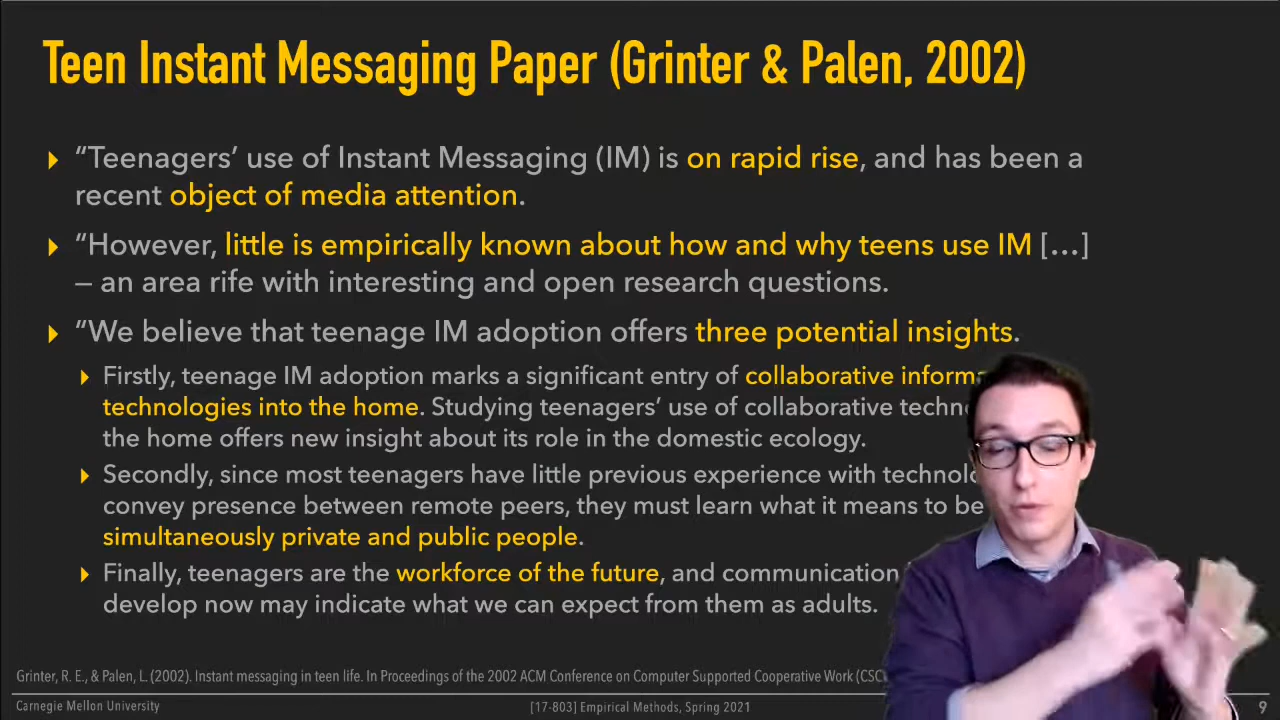 Teen Instant Messaging Paper (Grinter & Palen, 2002)
“Teenagers’ use of Instant Messaging (IM) is on rapid rise, and has been a
recent object of media attention.
“However, little is empirically known about how and why teens use IM […]
– an area rife with interesting and open research questions.
“We believe that teenage IM adoption offers three potential insights.
Firstly, teenage IM adoption marks a significant entry of collaborative
technologies into the home. Studying teenagers’ use of collaborative
the home offers new insight about its role in the domestic ecology.
Secondly, since most teenagers have little previous experience with
convey presence between remote peers, they must learn what it means to be
simultaneously private and public people.
Finally, teenagers are the workforce of the future, and communication
develop now may indicate what we can expect from them as adults.
Grinter, R. E., & Palen, L. (2002). Instant messaging in teen life. In Proceedings of the 2002 ACM Conference on Computer Supported Cooperative Work
Carnegie Mellon University
[17-803] Empirical Methods, Spring 2021
9